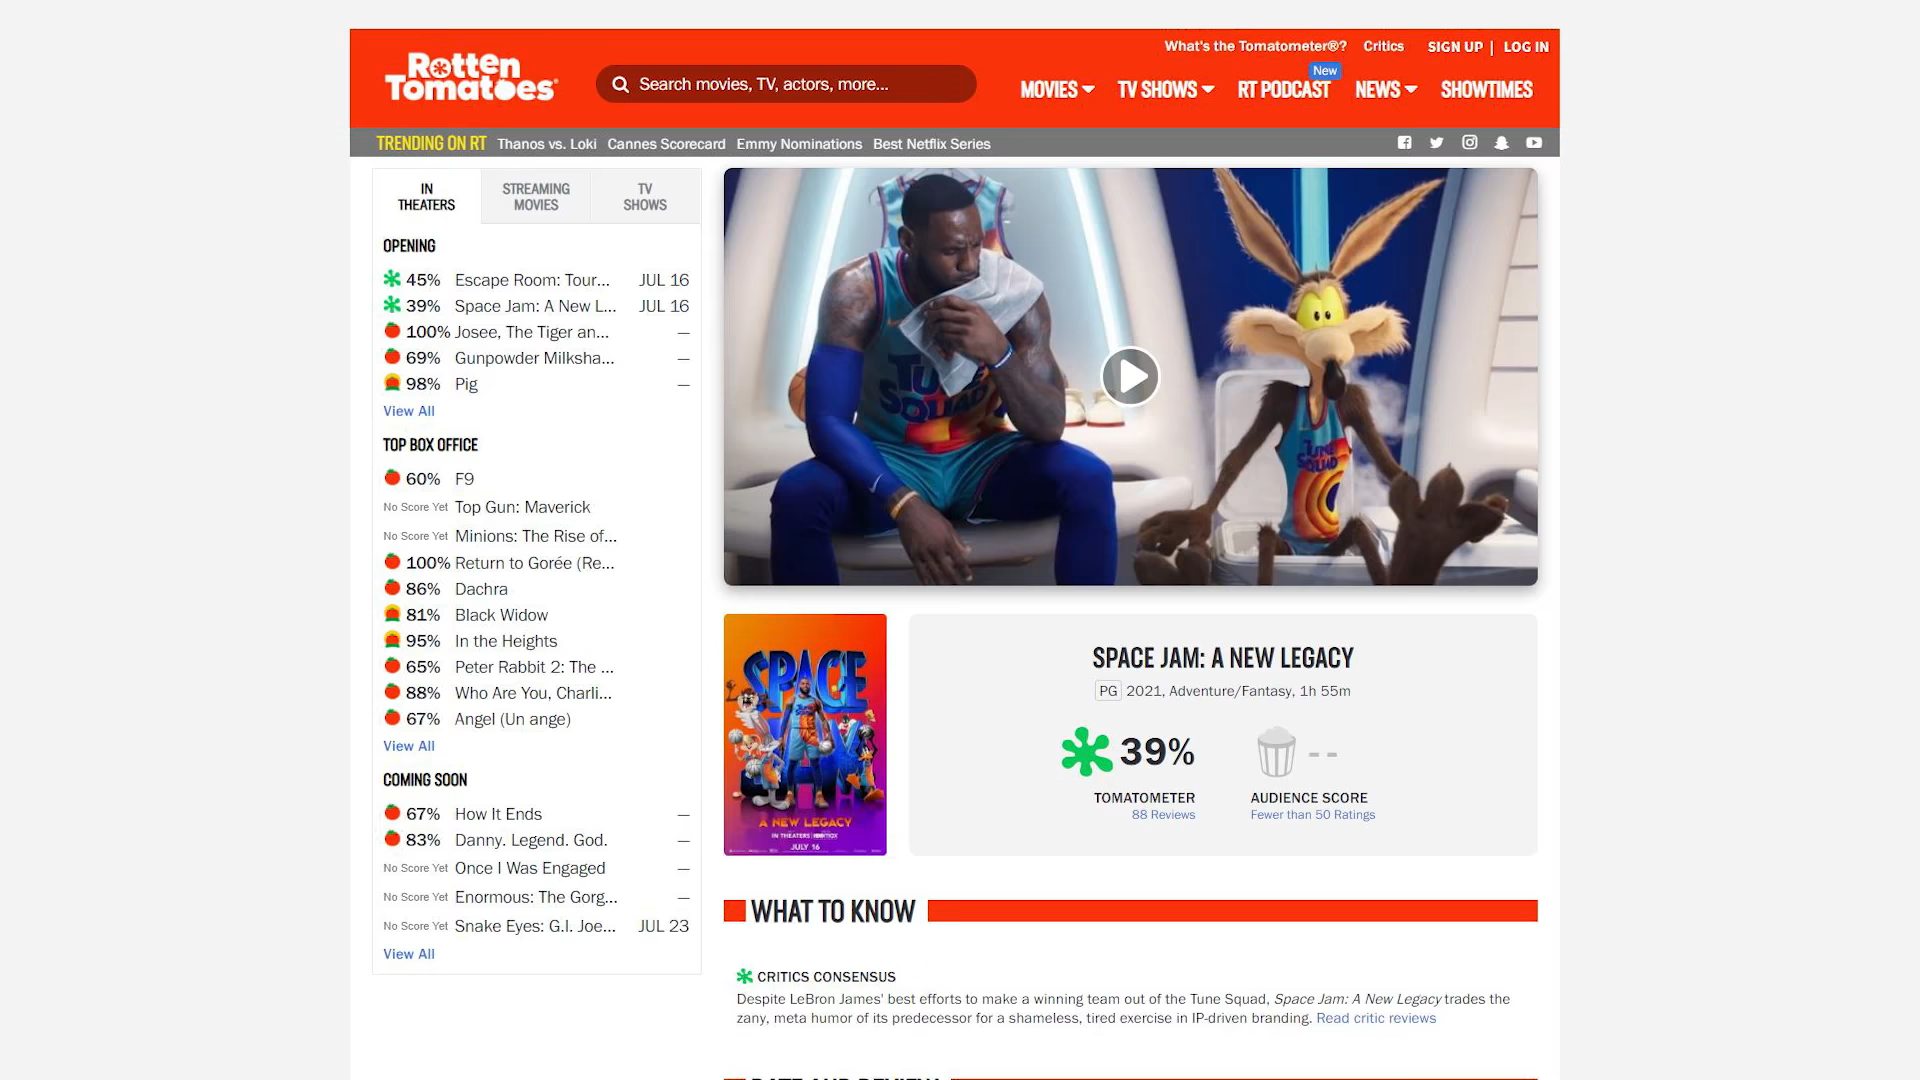 What's the Tomatometer®? Critics SIGN UP | LOG IN
Rotten
Tomatoes
Search movies, TV, actors, more...
MOVIES TV SHOWS RT PODCAST New NEWS SHOWTIMES
TRENDING ON RT Thanos vs. Loki Cannes Scorecard Emmy Nominations Best Netflix Series
IN THEATERS
STREAMING MOVIES
TV SHOWS
OPENING
45% Escape Room: Tour... JUL 16
39% Space Jam: A New L... JUL 16
100% Josee, The Tiger an... —
69% Gunpowder Milksha... —
98% Pig —
View All
TOP BOX OFFICE
60% F9
No Score Yet Top Gun: Maverick
No Score Yet Minions: The Rise of...
100% Return to Gorée (Re...
86% Dachra
81% Black Widow
95% In the Heights
65% Peter Rabbit 2: The ...
88% Who Are You, Charli...
67% Angel (Un ange)
View All
COMING SOON
67% How It Ends —
83% Danny. Legend. God. —
No Score Yet Once I Was Engaged —
No Score Yet Enormous: The Gorg... —
No Score Yet Snake Eyes: G.I. Joe... JUL 23
View All
TUNE
SQUAD
TUNE
SQUAD
SPACE
JAM
A NEW LEGACY
IN THEATERS HBOMAX
JULY 16
SPACE JAM: A NEW LEGACY
PG 2021, Adventure/Fantasy, 1h 55m
39% - -
TOMATOMETER AUDIENCE SCORE
88 Reviews Fewer than 50 Ratings
WHAT TO KNOW
CRITICS CONSENSUS
Despite LeBron James' best efforts to make a winning team out of the Tune Squad, Space Jam: A New Legacy trades the
zany, meta humor of its predecessor for a shameless, tired exercise in IP-driven branding. Read critic reviews